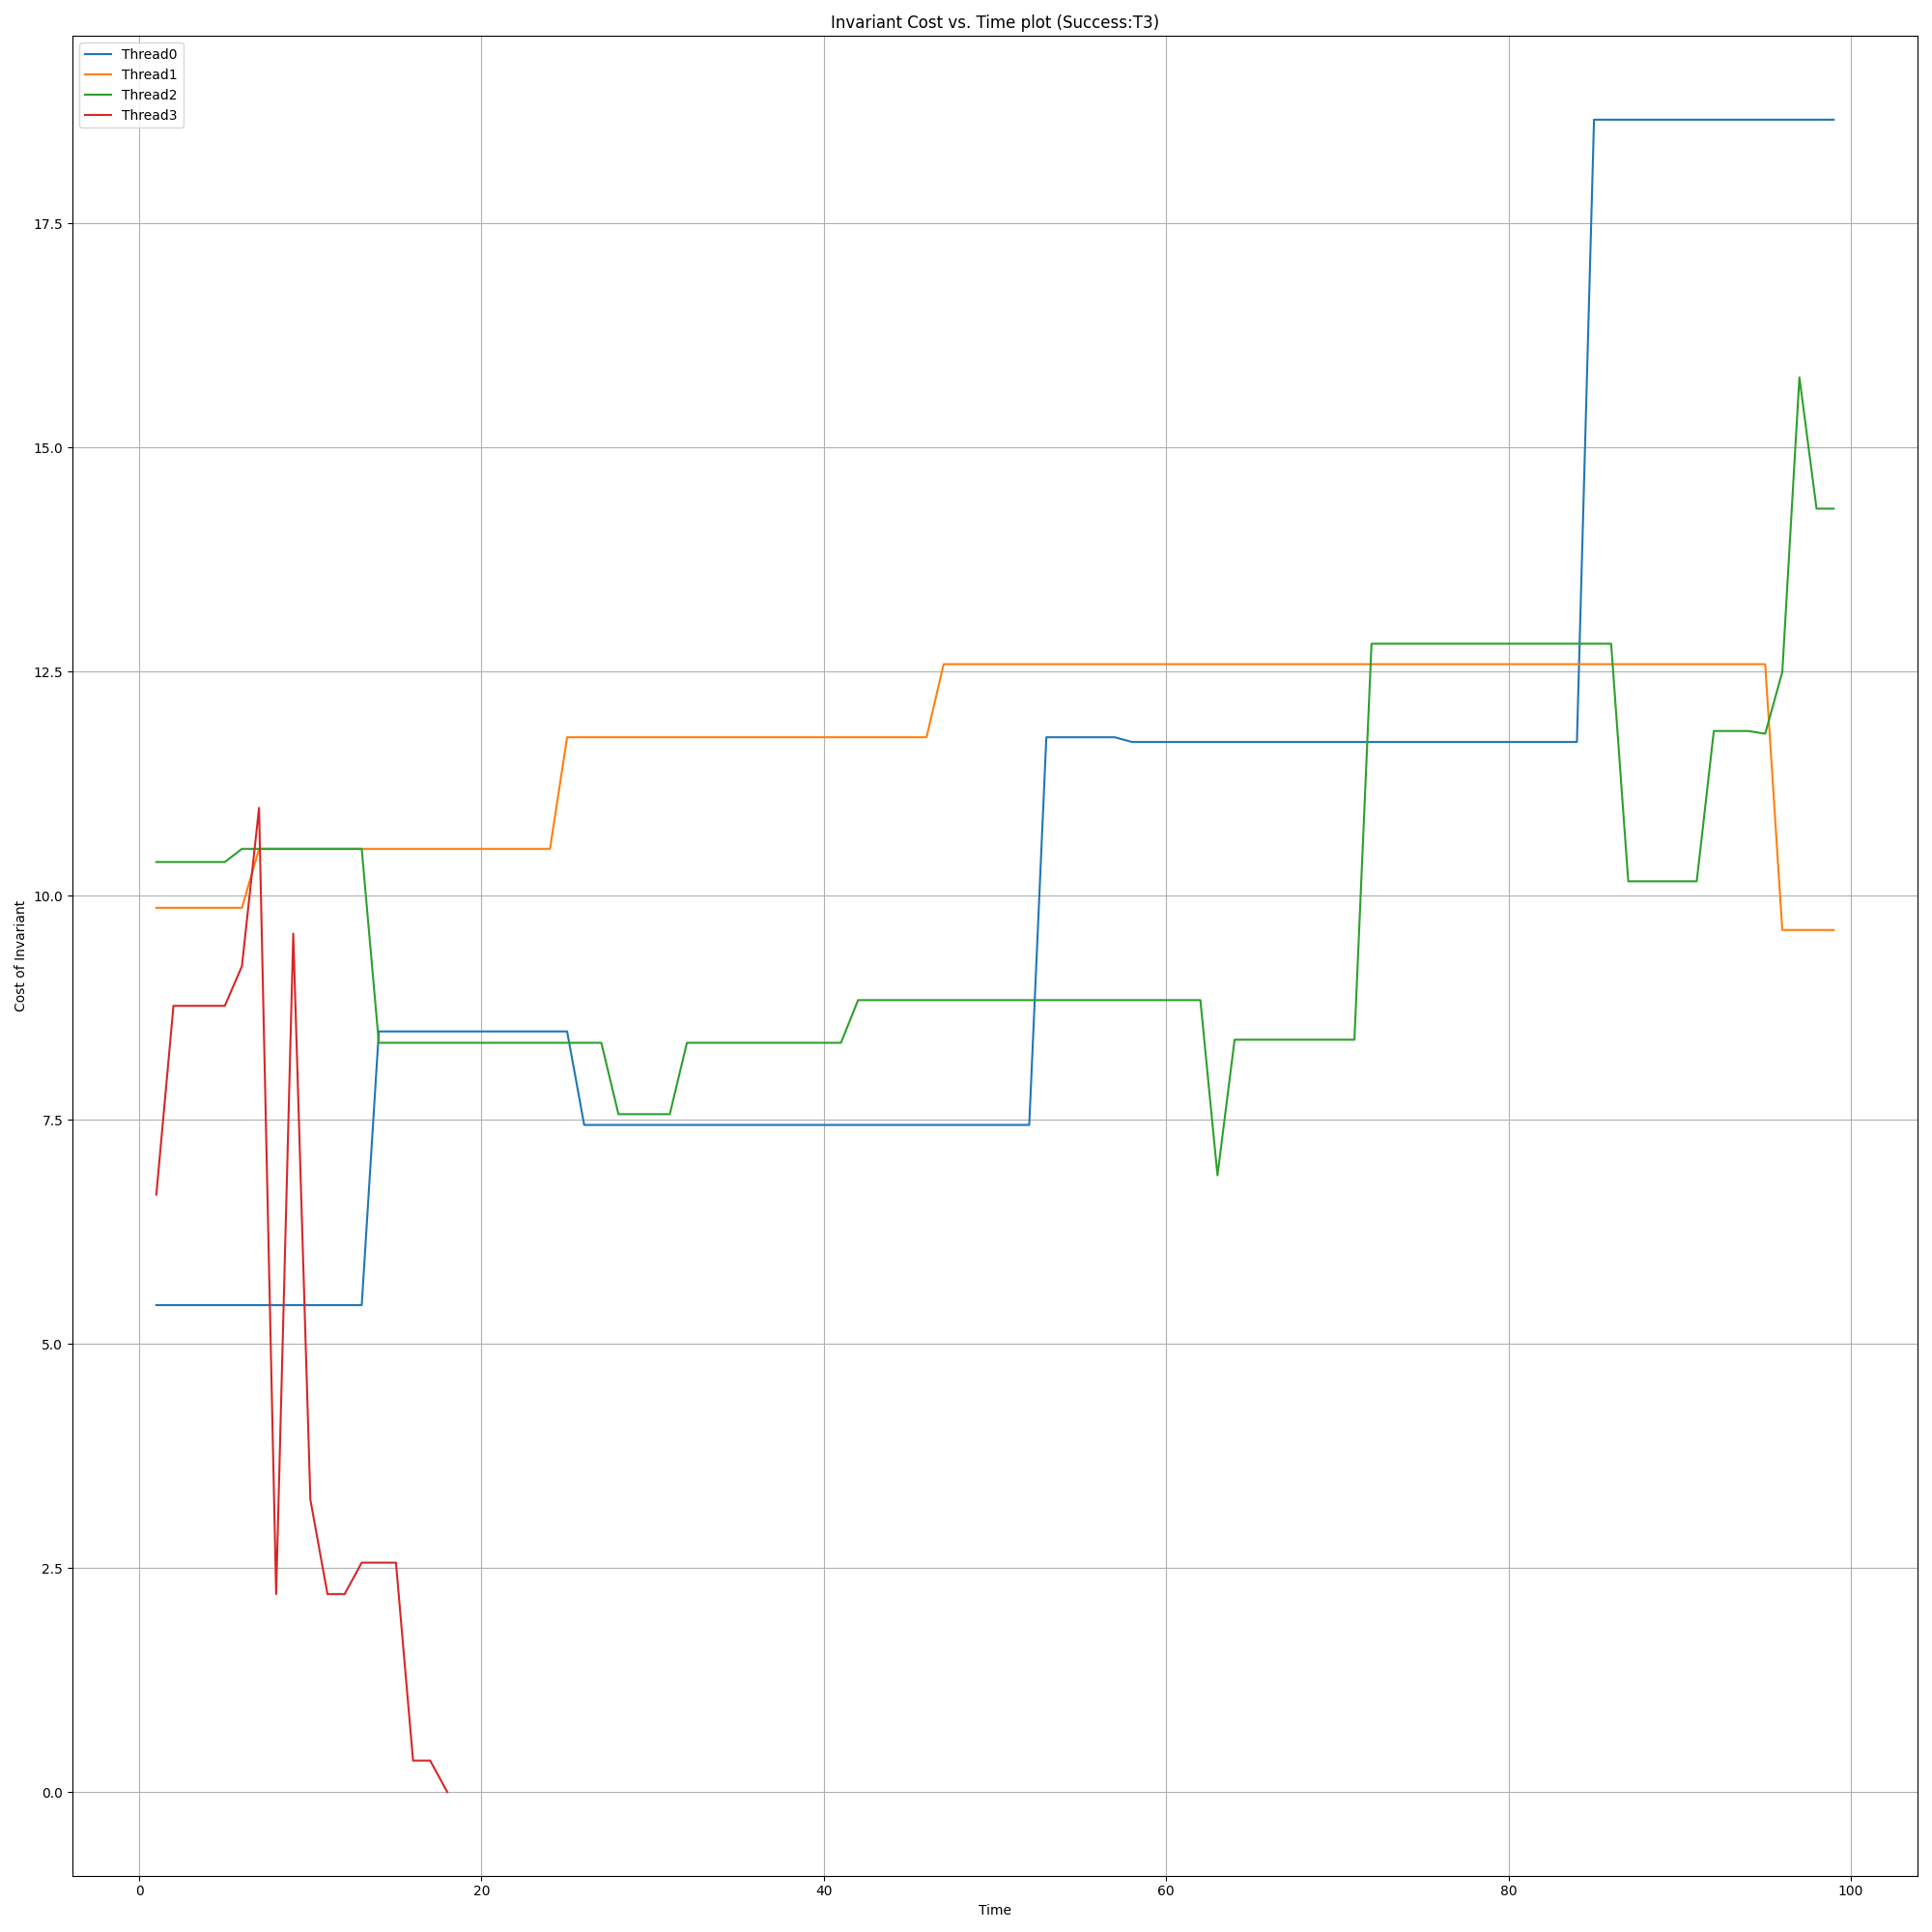 Invariant Cost vs. Time plot (Success:T3)
Thread0
Thread1
Thread2
Thread3
17.5
15.0
12.5
10.0
7.5
5.0
2.5
0.0
Cost of Invariant
0 20 40 60 80 100
Time